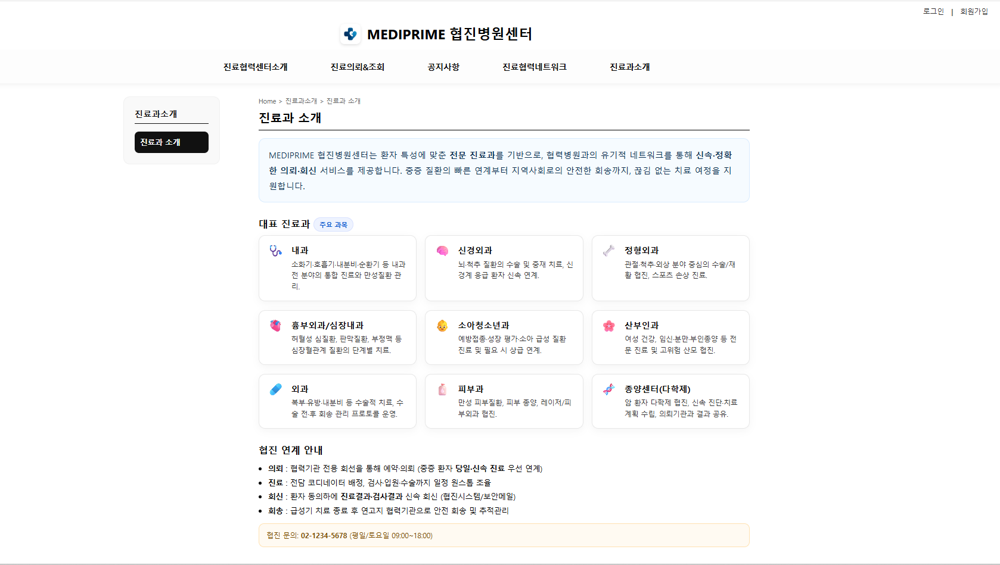 로그인 | 회원가입
MEDIPRIME 협진병원센터
진료협력센터소개 진료의뢰&조회 공지사항 진료협력네트워크 진료과소개
진료과소개
진료과 소개
Home > 진료과소개 > 진료과 소개
진료과 소개
MEDIPRIME 협진병원센터는 환자 특성에 맞춘 전문 진료과를 기반으로, 협력병원과의 유기적 네트워크를 통해 신속·정확
한 의뢰·회신 서비스를 제공합니다. 중증 질환의 빠른 연계부터 지역사회로의 안전한 회송까지, 끊김 없는 치료 여정을 지
원합니다.
대표 진료과 주요 과목
내과
소화기·호흡기·내분비·순환기 등 내과
전 분야의 통합 진료와 만성질환 관
리.
신경외과
뇌·척추 질환의 수술 및 중재 치료, 신
경계 응급 환자 신속 연계.
정형외과
관절·척추·외상 분야 중심의 수술/재
활 협진, 스포츠 손상 진료.
흉부외과/심장내과
허혈성 심질환, 판막질환, 부정맥 등
심장혈관계 질환의 단계별 치료.
소아청소년과
예방접종·성장 평가·소아 급성 질환
진료 및 필요 시 상급 연계.
산부인과
여성 건강, 임신·분만·부인종양 등 전
문 진료 및 고위험 산모 협진.
외과
복부·유방·내분비 등 수술적 치료, 수
술 전·후 회송 관리 프로토콜 운영.
피부과
만성 피부질환, 피부 종양, 레이저/피
부외과 협진.
종양센터(다학제)
암 환자 다학제 협진, 신속 진단·치료
계획 수립, 의뢰기관과 결과 공유.
협진 연계 안내
• 의뢰 : 협력기관 전용 회선을 통해 예약·의뢰 (중증 환자 당일·신속 진료 우선 연계)
• 진료 : 전담 코디네이터 배정, 검사·입원·수술까지 일정 원스톱 조율
• 회신 : 환자 동의하에 진료결과·검사결과 신속 회신 (협진시스템/보안메일)
• 회송 : 급성기 치료 종료 후 연고지 협력기관으로 안전 회송 및 추적관리
협진 문의: 02-1234-5678 (평일/토요일 09:00~18:00)